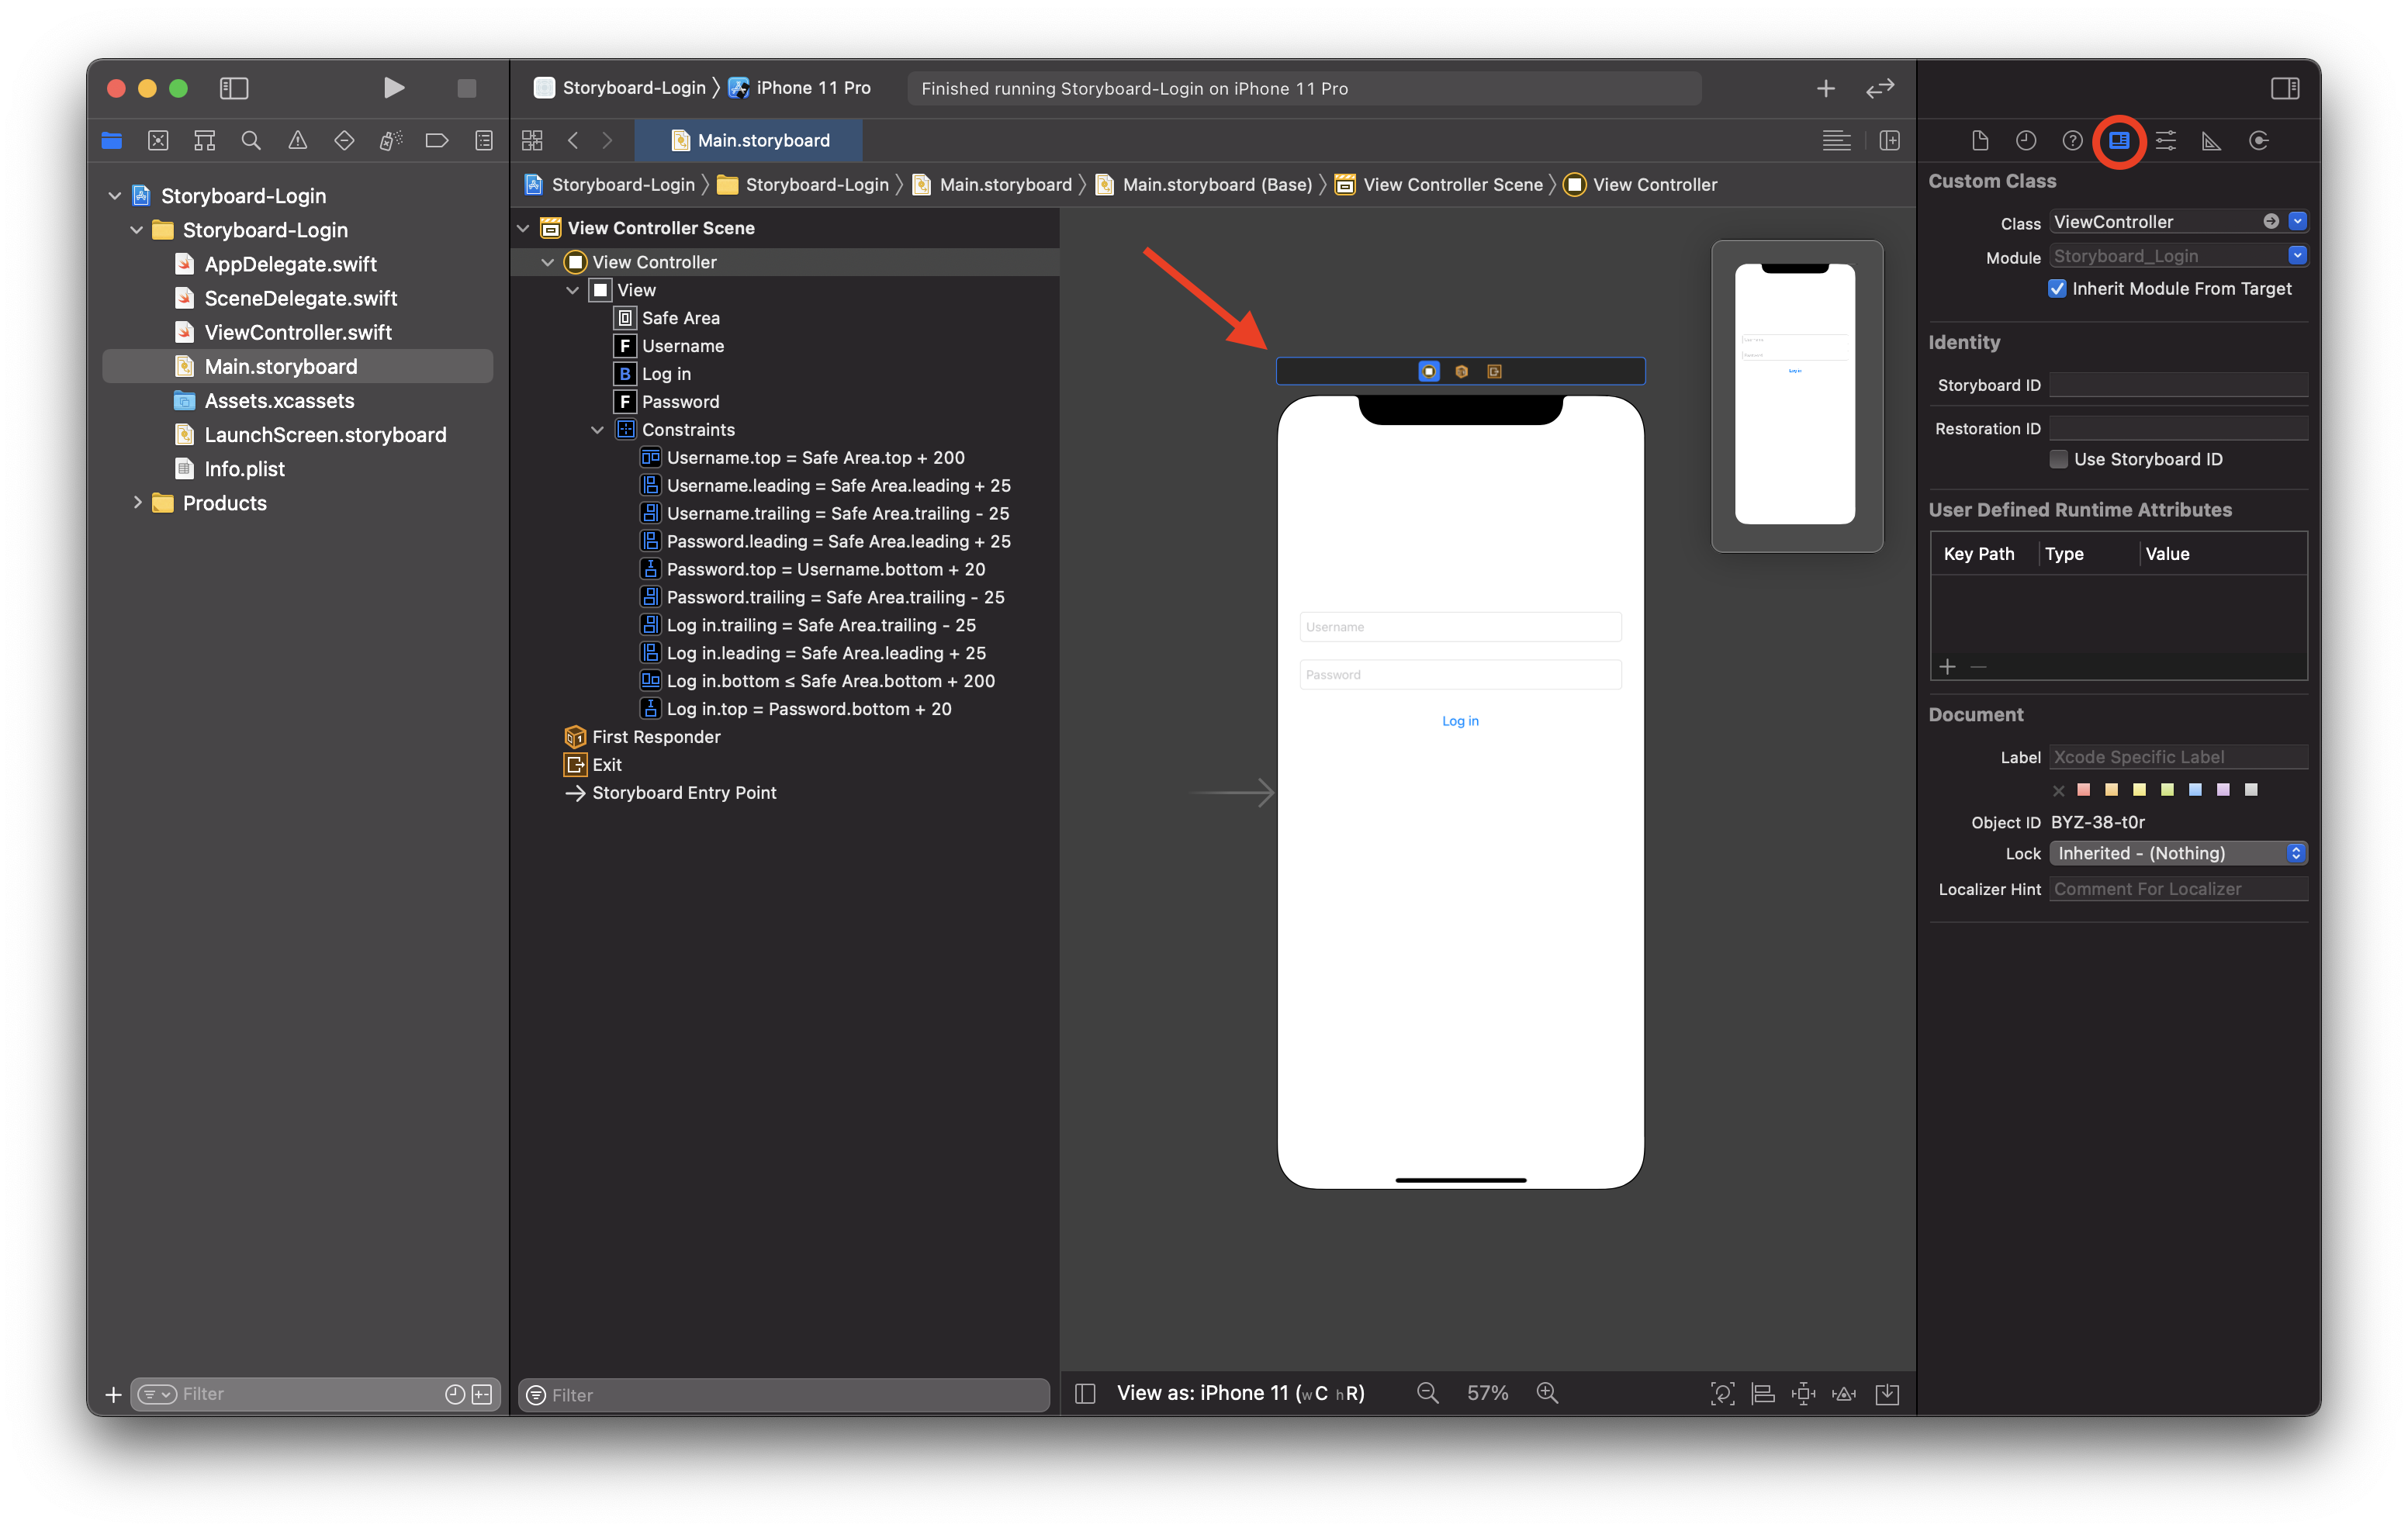 Storyboard-Login
iPhone 11 Pro
Finished running Storyboard-Login on iPhone 11 Pro
Main.storyboard
Storyboard-Login
Storyboard-Login
Main.storyboard
Main.storyboard (Base)
View Controller Scene
View Controller
Storyboard-Login
Storyboard-Login
AppDelegate.swift
SceneDelegate.swift
ViewController.swift
Main.storyboard
Assets.xcassets
LaunchScreen.storyboard
Info.plist
Products
Filter
View Controller Scene
View Controller
View
Safe Area
F Username
B Log in
F Password
Constraints
Username.top = Safe Area.top + 200
Username.leading = Safe Area.leading + 25
Username.trailing = Safe Area.trailing - 25
Password.leading = Safe Area.leading + 25
Password.top = Username.bottom + 20
Password.trailing = Safe Area.trailing - 25
Log in.trailing = Safe Area.trailing - 25
Log in.leading = Safe Area.leading + 25
Log in.bottom ≤ Safe Area.bottom + 200
Log in.top = Password.bottom + 20
First Responder
Exit
Storyboard Entry Point
Filter
Username
Password
Log in
View as: iPhone 11 (wC hR)
57%
Custom Class
Class ViewController
Module Storyboard_Login
Inherit Module From Target
Identity
Storyboard ID
Restoration ID
Use Storyboard ID
User Defined Runtime Attributes
Key Path Type Value
Document
Label Xcode Specific Label
Object ID BYZ-38-t0r
Lock Inherited - (Nothing)
Localizer Hint Comment For Localizer